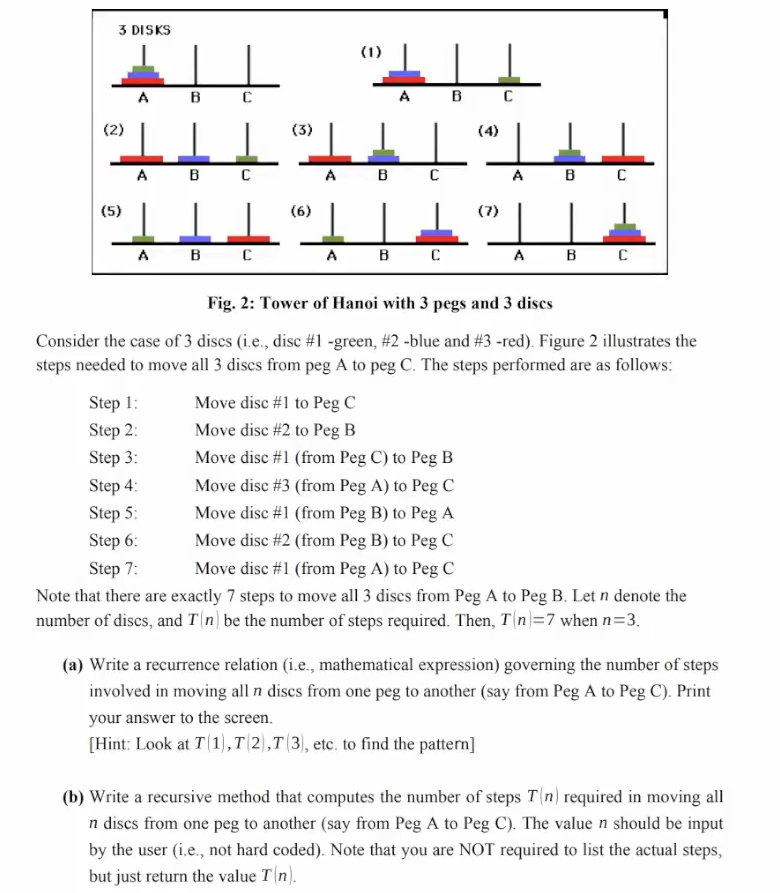 3 DISKS
A B C
(1)
A B C
(2)
A B C
(3)
A B C
(4)
A B C
(5)
A B C
(6)
A B C
(7)
A B C
Fig. 2: Tower of Hanoi with 3 pegs and 3 discs
Consider the case of 3 discs (i.e., disc #1 -green, #2 -blue and #3 -red). Figure 2 illustrates the
steps needed to move all 3 discs from peg A to peg C. The steps performed are as follows:
Step 1: Move disc #1 to Peg C
Step 2: Move disc #2 to Peg B
Step 3: Move disc #1 (from Peg C) to Peg B
Step 4: Move disc #3 (from Peg A) to Peg C
Step 5: Move disc #1 (from Peg B) to Peg A
Step 6: Move disc #2 (from Peg B) to Peg C
Step 7: Move disc #1 (from Peg A) to Peg C
Note that there are exactly 7 steps to move all 3 discs from Peg A to Peg B. Let n denote the
number of discs, and T(n) be the number of steps required. Then, T(n)=7 when n=3.
(a) Write a recurrence relation (i.e., mathematical expression) governing the number of steps
involved in moving all n discs from one peg to another (say from Peg A to Peg C). Print
your answer to the screen.
[Hint: Look at T(1),T(2),T(3), etc. to find the pattern]
(b) Write a recursive method that computes the number of steps T(n) required in moving all
n discs from one peg to another (say from Peg A to Peg C). The value n should be input
by the user (i.e., not hard coded). Note that you are NOT required to list the actual steps,
but just return the value T(n).